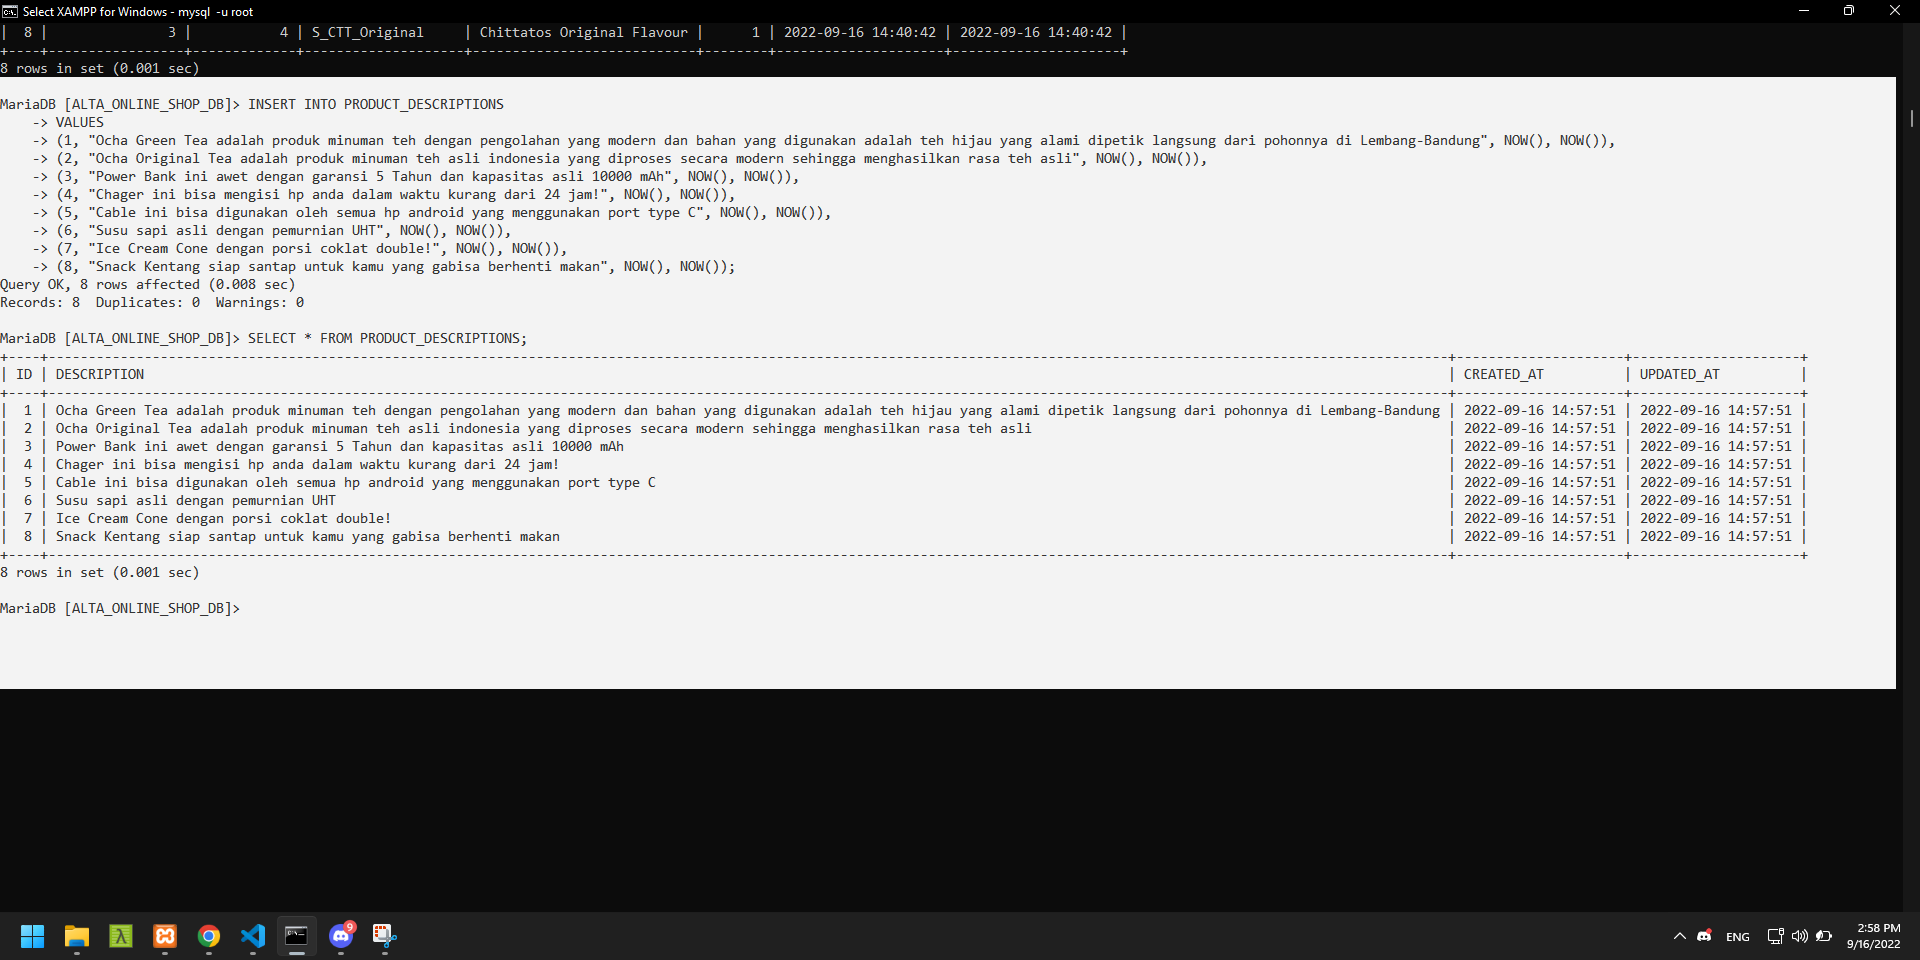 Select XAMPP for Windows - mysql  -u root
|  8 |               3 |           4 | S_CTT_Original     | Chittatos Original Flavour |      1 | 2022-09-16 14:40:42 | 2022-09-16 14:40:42 |
+----+-----------------+-------------+--------------------+----------------------------+--------+---------------------+---------------------+
8 rows in set (0.001 sec)
MariaDB [ALTA_ONLINE_SHOP_DB]> INSERT INTO PRODUCT_DESCRIPTIONS
    -> VALUES
    -> (1, "Ocha Green Tea adalah produk minuman teh dengan pengolahan yang modern dan bahan yang digunakan adalah teh hijau yang alami dipetik langsung dari pohonnya di Lembang-Bandung", NOW(), NOW()),
    -> (2, "Ocha Original Tea adalah produk minuman teh asli indonesia yang diproses secara modern sehingga menghasilkan rasa teh asli", NOW(), NOW()),
    -> (3, "Power Bank ini awet dengan garansi 5 Tahun dan kapasitas asli 10000 mAh", NOW(), NOW()),
    -> (4, "Chager ini bisa mengisi hp anda dalam waktu kurang dari 24 jam!", NOW(), NOW()),
    -> (5, "Cable ini bisa digunakan oleh semua hp android yang menggunakan port type C", NOW(), NOW()),
    -> (6, "Susu sapi asli dengan pemurnian UHT", NOW(), NOW()),
    -> (7, "Ice Cream Cone dengan porsi coklat double!", NOW(), NOW()),
    -> (8, "Snack Kentang siap santap untuk kamu yang gabisa berhenti makan", NOW(), NOW());
Query OK, 8 rows affected (0.008 sec)
Records: 8  Duplicates: 0  Warnings: 0
MariaDB [ALTA_ONLINE_SHOP_DB]> SELECT * FROM PRODUCT_DESCRIPTIONS;
| ID | DESCRIPTION | CREATED_AT | UPDATED_AT |
|  1 | Ocha Green Tea adalah produk minuman teh dengan pengolahan yang modern dan bahan yang digunakan adalah teh hijau yang alami dipetik langsung dari pohonnya di Lembang-Bandung | 2022-09-16 14:57:51 | 2022-09-16 14:57:51 |
|  2 | Ocha Original Tea adalah produk minuman teh asli indonesia yang diproses secara modern sehingga menghasilkan rasa teh asli | 2022-09-16 14:57:51 | 2022-09-16 14:57:51 |
|  3 | Power Bank ini awet dengan garansi 5 Tahun dan kapasitas asli 10000 mAh | 2022-09-16 14:57:51 | 2022-09-16 14:57:51 |
|  4 | Chager ini bisa mengisi hp anda dalam waktu kurang dari 24 jam! | 2022-09-16 14:57:51 | 2022-09-16 14:57:51 |
|  5 | Cable ini bisa digunakan oleh semua hp android yang menggunakan port type C | 2022-09-16 14:57:51 | 2022-09-16 14:57:51 |
|  6 | Susu sapi asli dengan pemurnian UHT | 2022-09-16 14:57:51 | 2022-09-16 14:57:51 |
|  7 | Ice Cream Cone dengan porsi coklat double! | 2022-09-16 14:57:51 | 2022-09-16 14:57:51 |
|  8 | Snack Kentang siap santap untuk kamu yang gabisa berhenti makan | 2022-09-16 14:57:51 | 2022-09-16 14:57:51 |
8 rows in set (0.001 sec)
MariaDB [ALTA_ONLINE_SHOP_DB]>
9
ENG
2:58 PM
9/16/2022